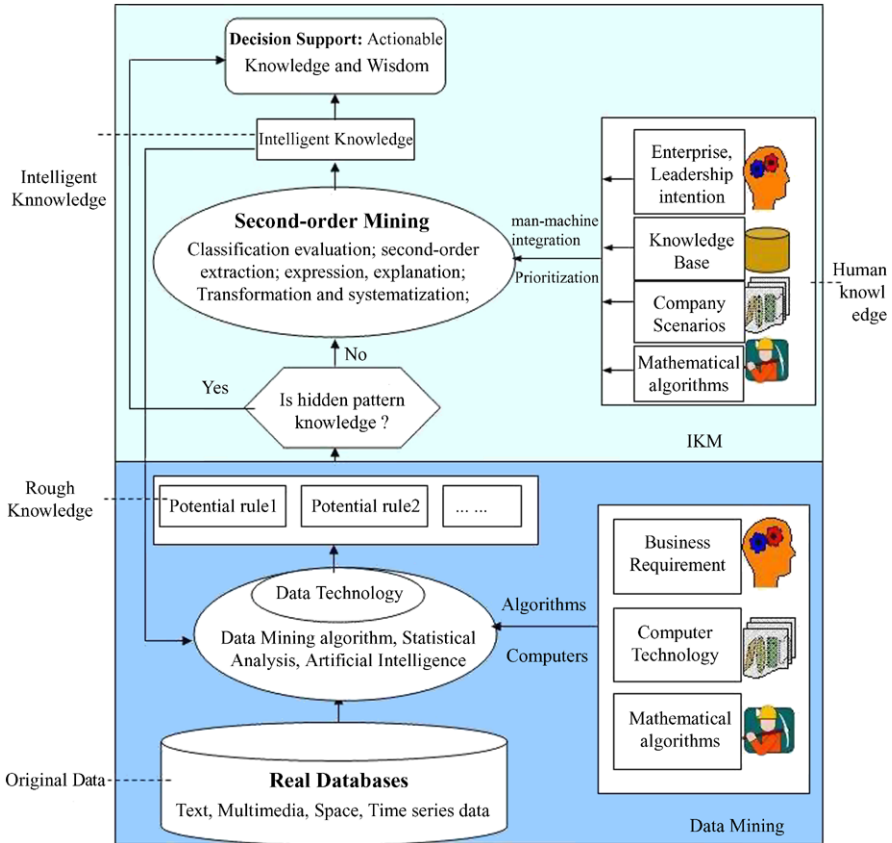 Decision Support: Actionable
Knowledge and Wisdom
Intelligent Knowledge
Intelligent
Knnowledge
Second-order Mining
Classification evaluation; second-order
extraction; expression, explanation;
Transformation and systematization;
man-machine
integration
Prioritization
Enterprise,
Leadership
intention
Knowledge
Base
Company
Scenarios
Mathematical
algorithms
Human
knowl
edge
No
Yes
Is hidden pattern
knowledge ?
IKM
Rough
Knowledge
Potential rule1
Potential rule2
... ...
Data Technology
Data Mining algorithm, Statistical
Analysis, Artificial Intelligence
Algorithms
Computers
Business
Requirement
Computer
Technology
Mathematical
algorithms
Original Data
Real Databases
Text, Multimedia, Space, Time series data
Data Mining